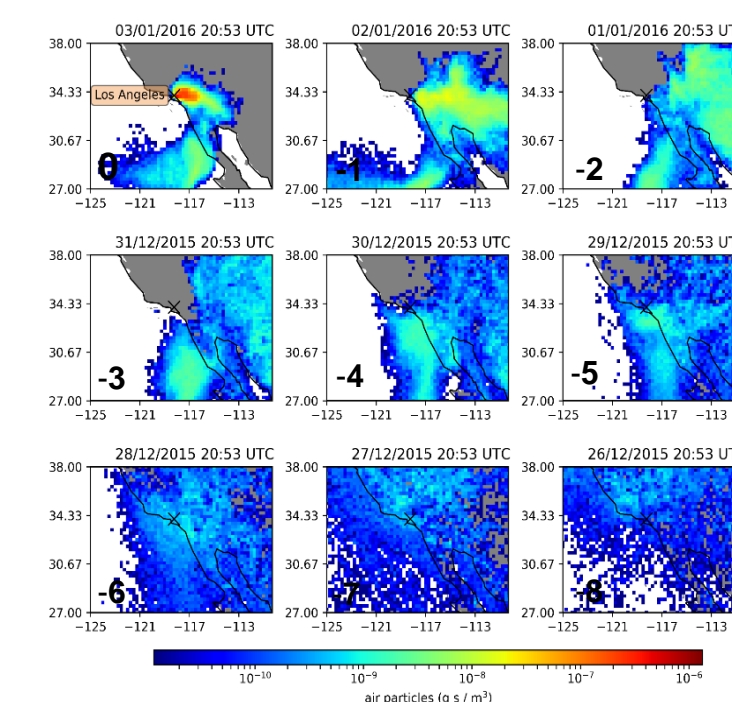 03/01/2016 20:53 UTC 02/01/2016 20:53 UTC 01/01/2016 20:53 UT
38.00 38.00 38.00
Los Angeles
34.33 34.33 34.33
30.67 30.67 30.67
0 -1 -2
27.00 27.00 27.00
−125 −121 −117 −113 −125 −121 −117 −113 −125 −121 −117 −113
31/12/2015 20:53 UTC 30/12/2015 20:53 UTC 29/12/2015 20:53 UT
38.00 38.00 38.00
34.33 34.33 34.33
30.67 30.67 30.67
-3 -4 -5
27.00 27.00 27.00
−125 −121 −117 −113 −125 −121 −117 −113 −125 −121 −117 −113
28/12/2015 20:53 UTC 27/12/2015 20:53 UTC 26/12/2015 20:53 UT
38.00 38.00 38.00
34.33 34.33 34.33
30.67 30.67 30.67
-6 -7 -8
27.00 27.00 27.00
−125 −121 −117 −113 −125 −121 −117 −113 −125 −121 −117 −113
10⁻¹⁰ 10⁻⁹ 10⁻⁸ 10⁻⁷ 10⁻⁶
air particles (g s / m³)